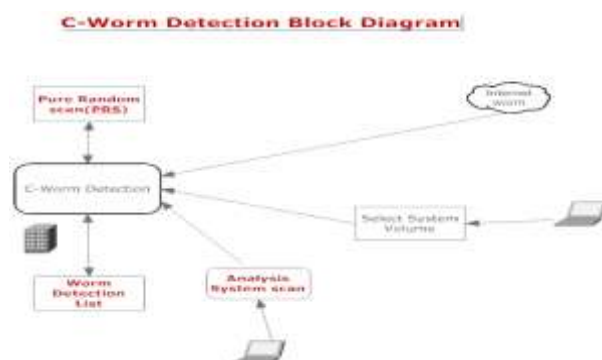 C-Worm Detection Block Diagram
Pure Random
scan(PRS)
Internet
worm
C-Worm Detection
Select System
Volume
Analysis
System scan
Worm
Detection
List